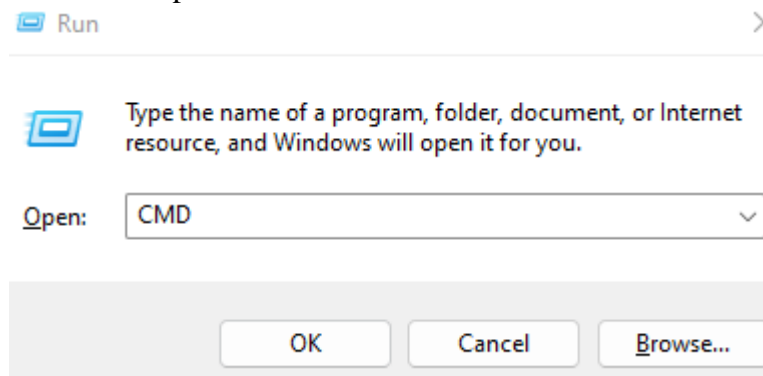 Run
Type the name of a program, folder, document, or Internet
resource, and Windows will open it for you.
Open: CMD
OK Cancel Browse...